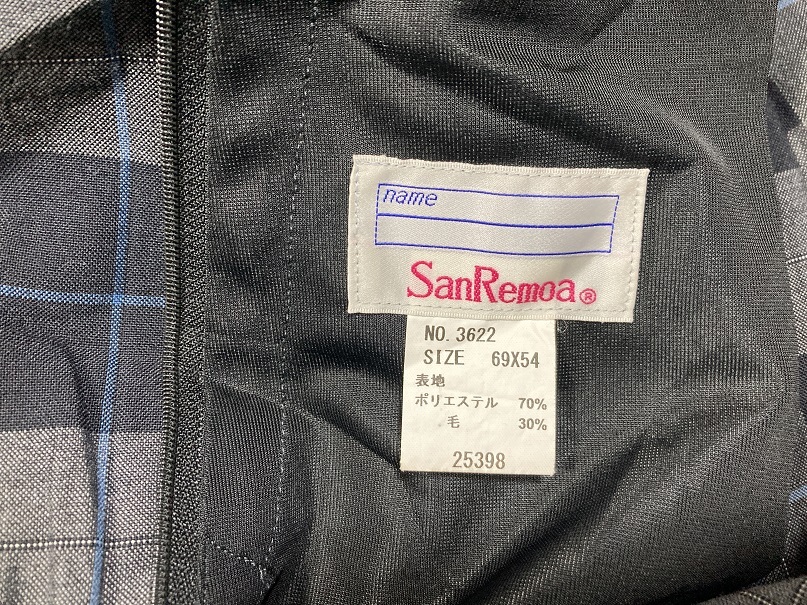 name
SanRemoa®
NO. 3622
SIZE 69X54
表地
ポリエステル 70%
毛 30%
25398